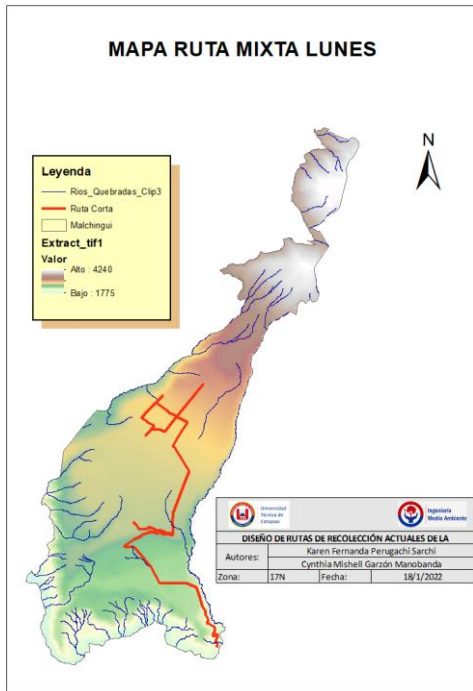 MAPA RUTA MIXTA LUNES
N
Leyenda
Rios_Quebradas_Clip3
Ruta Corta
Malchingui
Extract_tif1
Valor
Alto : 4240
Bajo : 1775
Universidad
Técnica de
Cotopaxi
Ingeniería
Medio Ambiente
DISEÑO DE RUTAS DE RECOLECCIÓN ACTUALES DE LA
Autores:
Karen Fernanda Perugachi Sarchi
Cynthia Mishell Garzón Manobanda
Zona: 17N Fecha: 18/1/2022